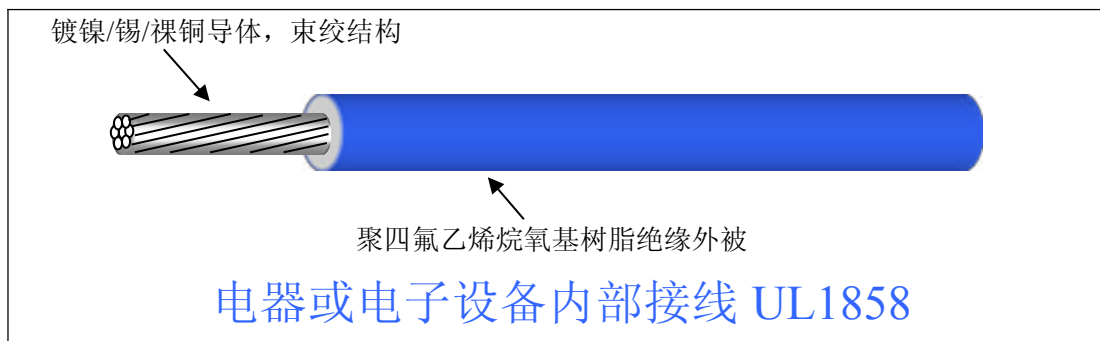 镀镍/锡/裸铜导体，束绞结构
聚四氟乙烯烷氧基树脂绝缘外被
电器或电子设备内部接线 UL1858